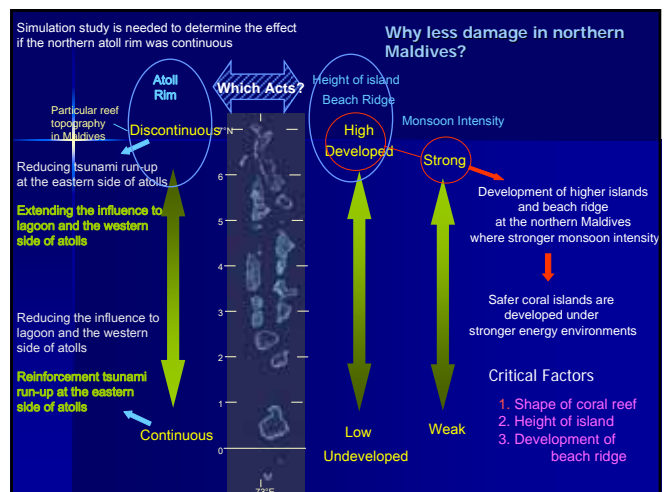 Simulation study is needed to determine the effect
if the northern atoll rim was continuous
Why less damage in northern
Maldives?
Atoll
Rim
Which Acts?
Height of island
Beach Ridge
Particular reef
topography
in Maldives
Discontinuous
7°N
High
Developed
Monsoon Intensity
Strong
Reducing tsunami run-up
at the eastern side of atolls
Extending the influence to
lagoon and the western
side of atolls
6
5
4
3
2
1
0
73°E
Development of higher islands
and beach ridge
at the northern Maldives
where stronger monsoon intensity
Safer coral islands are
developed under
stronger energy environments
Reducing the influence to
lagoon and the western
side of atolls
Reinforcement tsunami
run-up at the eastern
side of atolls
Continuous
Low
Undeveloped
Weak
Critical Factors
1. Shape of coral reef
2. Height of island
3. Development of
beach ridge